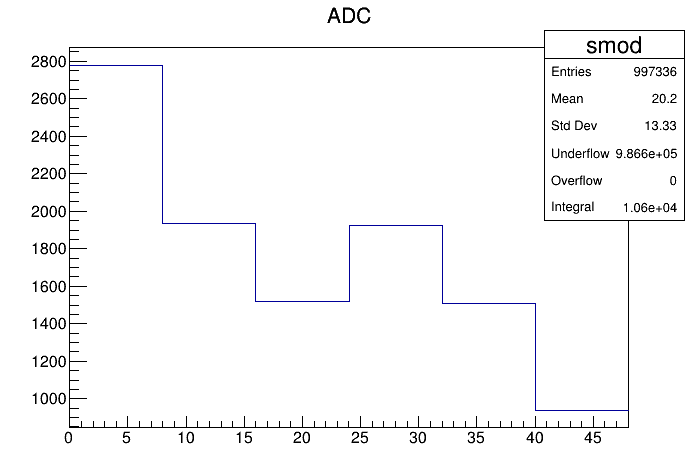 ADC
smod
Entries 997336
Mean 20.2
Std Dev 13.33
Underflow 9.866e+05
Overflow 0
Integral 1.06e+04
2800
2600
2400
2200
2000
1800
1600
1400
1200
1000
0 5 10 15 20 25 30 35 40 45